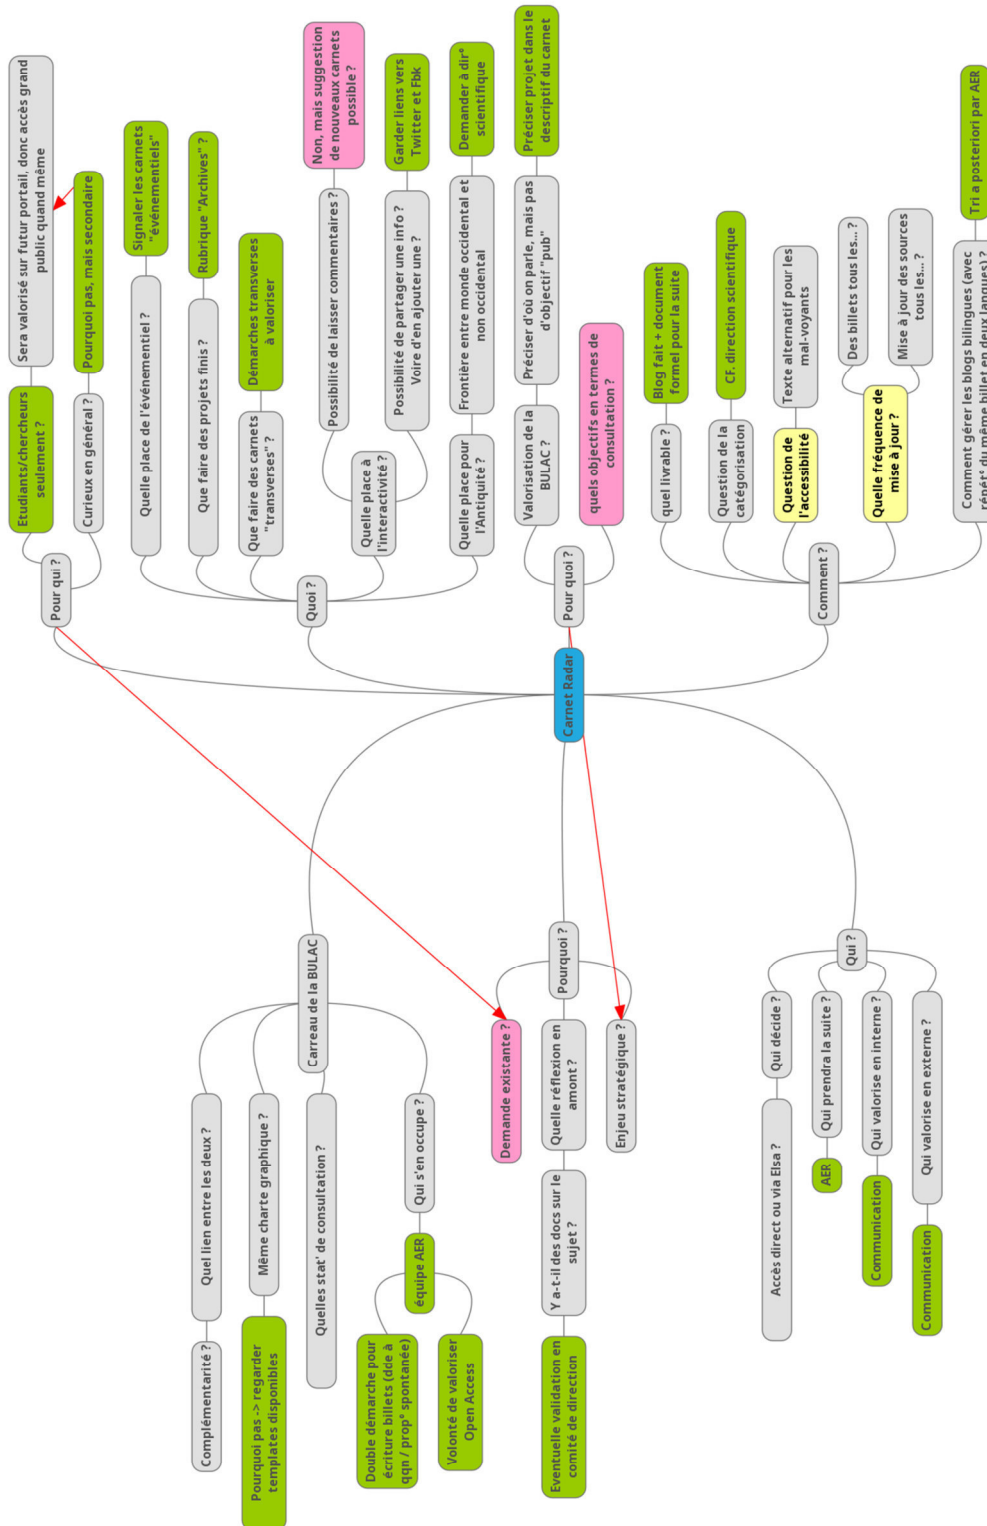 Carnet Radar
Pour qui ?
Etudiants/chercheurs
seulement ?
Sera valorisé sur futur portail, donc accès grand
public quand même
Curieux en général ?
Pourquoi pas, mais secondaire
Quoi ?
Quelle place de l'événementiel ?
Signaler les carnets
"événementiels"
Que faire des projets finis ?
Rubrique "Archives" ?
Que faire des carnets
"transverses" ?
Démarches transverses
à valoriser
Quelle place à
l'interactivité ?
Possibilité de laisser commentaires ?
Non, mais suggestion
de nouveaux carnets
possible ?
Possibilité de partager une info ?
Voire d'en ajouter une ?
Garder liens vers
Twitter et Fbk
Quelle place pour
l'Antiquité ?
Frontière entre monde occidental et
non occidental
Demander à dir°
scientifique
Pour quoi ?
Valorisation de la
BULAC ?
Préciser d'où on parle, mais pas
d'objectif "pub"
Préciser projet dans le
descriptif du carnet
quels objectifs en termes de
consultation ?
Comment ?
quel livrable ?
Blog fait + document
formel pour la suite
Question de la
catégorisation
CF. direction scientifique
Question de
l'accessibilité
Texte alternatif pour les
mal-voyants
Quelle fréquence de
mise à jour ?
Des billets tous les... ?
Mise à jour des sources
tous les... ?
Comment gérer les blogs bilingues (avec
répét° du même billet en deux langues) ?
Tri a posteriori par AER
Carreau de la BULAC
Quel lien entre les deux ?
Complémentarité ?
Même charte graphique ?
Pourquoi pas -> regarder
templates disponibles
Quelles stat' de consultation ?
Qui s'en occupe ?
équipe AER
Double démarche pour
écriture billets (dde à
qqn / prop° spontanée)
Volonté de valoriser
Open Access
Pourquoi ?
Demande existante ?
Quelle réflexion en
amont ?
Y a-t-il des docs sur le
sujet ?
Eventuelle validation en
comité de direction
Enjeu stratégique ?
Qui ?
Qui décide ?
Accès direct ou via Elsa ?
Qui prendra la suite ?
AER
Qui valorise en interne ?
Communication
Qui valorise en externe ?
Communication